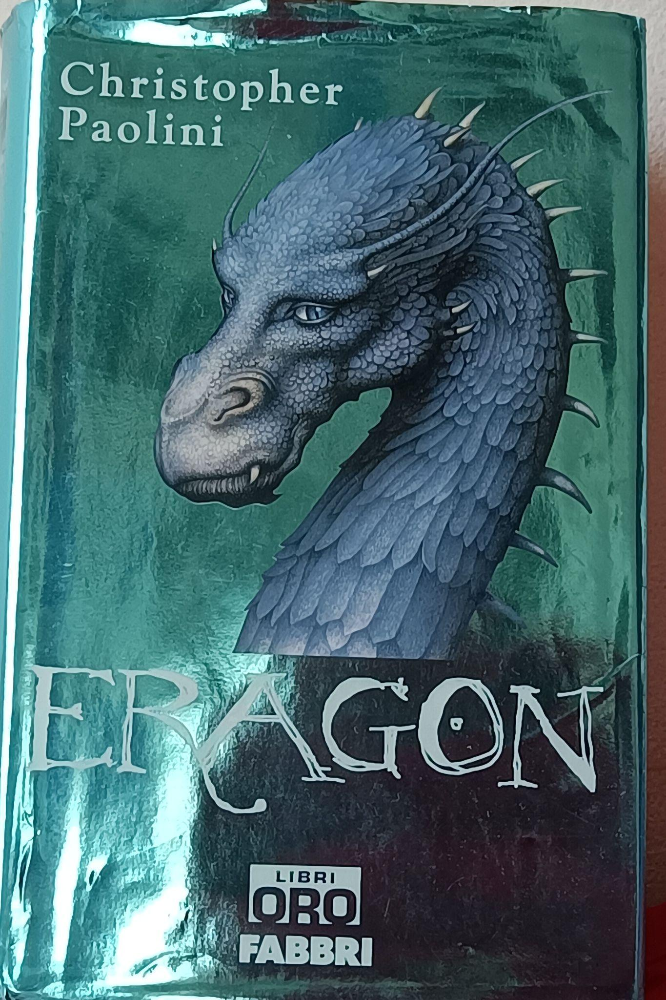 Christopher
Paolini
ERAGON
LIBRI
ORO
FABBRI